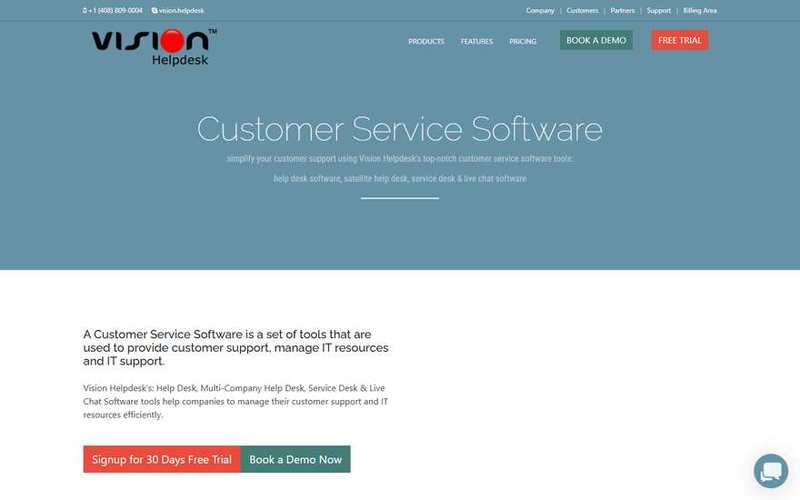 +1 (408) 809-0004 vision.helpdesk Company | Customers | Partners | Support | Billing Area
VISION™
Helpdesk
PRODUCTS FEATURES PRICING BOOK A DEMO FREE TRIAL
Customer Service Software
simplify your customer support using Vision Helpdesk's top-notch customer service software tools:
help desk software, satellite help desk, service desk & live chat software
A Customer Service Software is a set of tools that are
used to provide customer support, manage IT resources
and IT support.
Vision Helpdesk's: Help Desk, Multi-Company Help Desk, Service Desk & Live
Chat Software tools help companies to manage their customer support and IT
resources efficiently.
Signup for 30 Days Free Trial Book a Demo Now